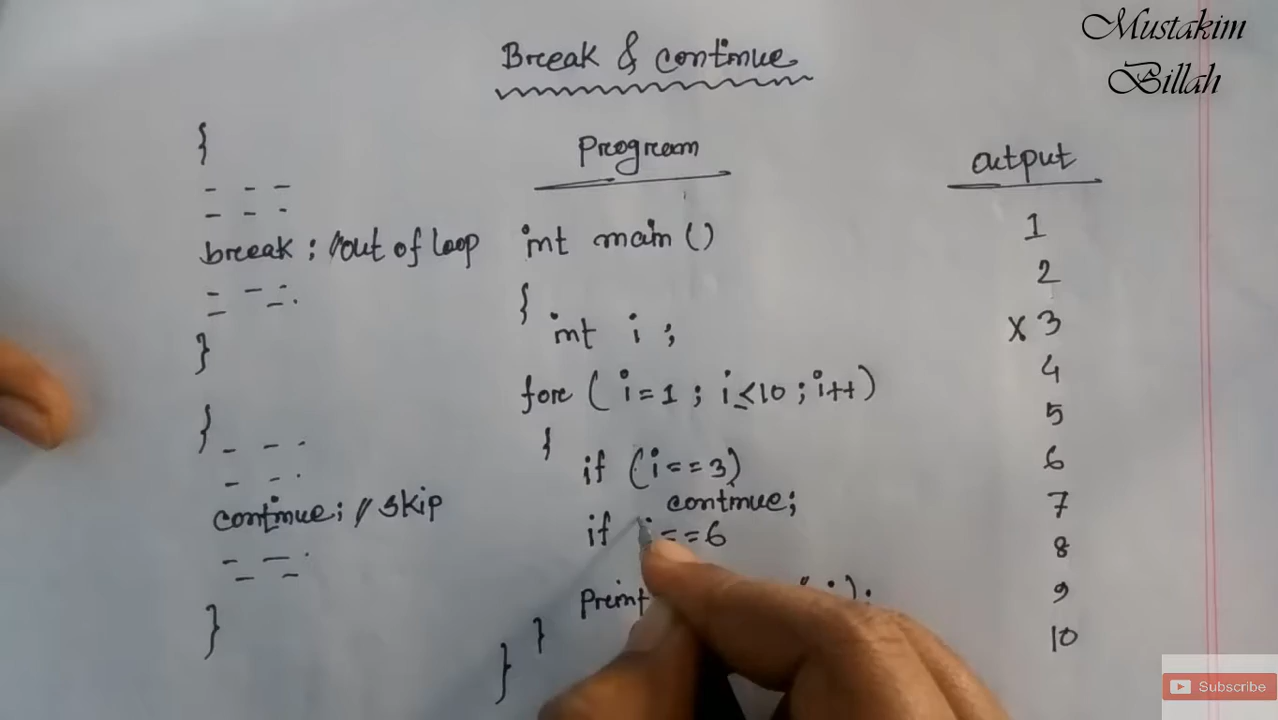 Mustakim
Billah
Break & continue
{
break ; //out of loop
}
{
continue; // skip
}
Program
int main ()
{
int i ;
for ( i=1 ; i≤10 ; i++)
{
if (i==3)
continue;
if i==6
print " i);
}
}
output
1
2
x 3
4
5
6
7
8
9
10
Subscribe